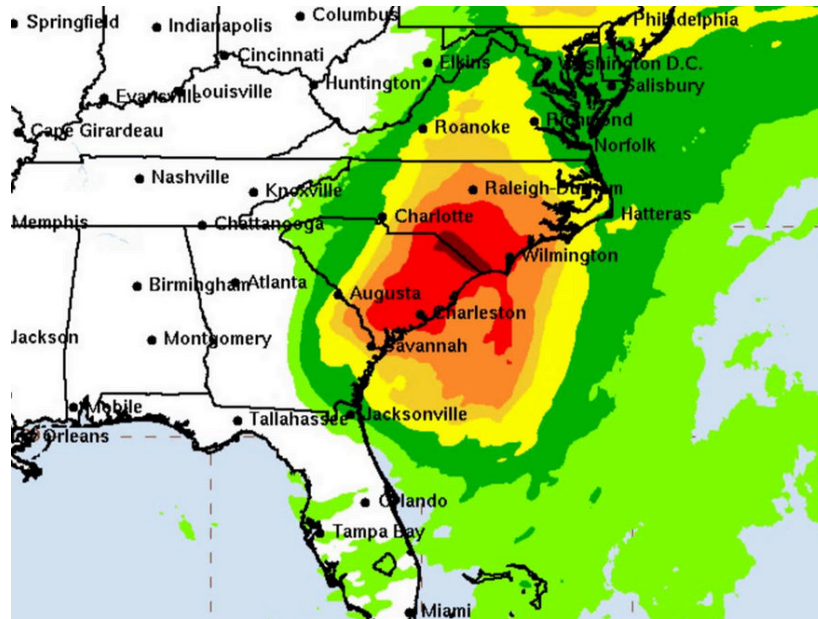 Columbus
Philadelphia
Springfield
Indianapolis
Cincinnati
Elkins
Washington D.C.
Huntington
Salisbury
Evansville
Louisville
Cape Girardeau
Roanoke
Richmond
Norfolk
Nashville
Knoxville
Raleigh-Durham
Memphis
Chattanooga
Charlotte
Hatteras
Wilmington
Birmingham
Atlanta
Augusta
Charleston
Jackson
Montgomery
Savannah
Mobile
Tallahassee
Jacksonville
Orleans
Orlando
Tampa Bay
Miami